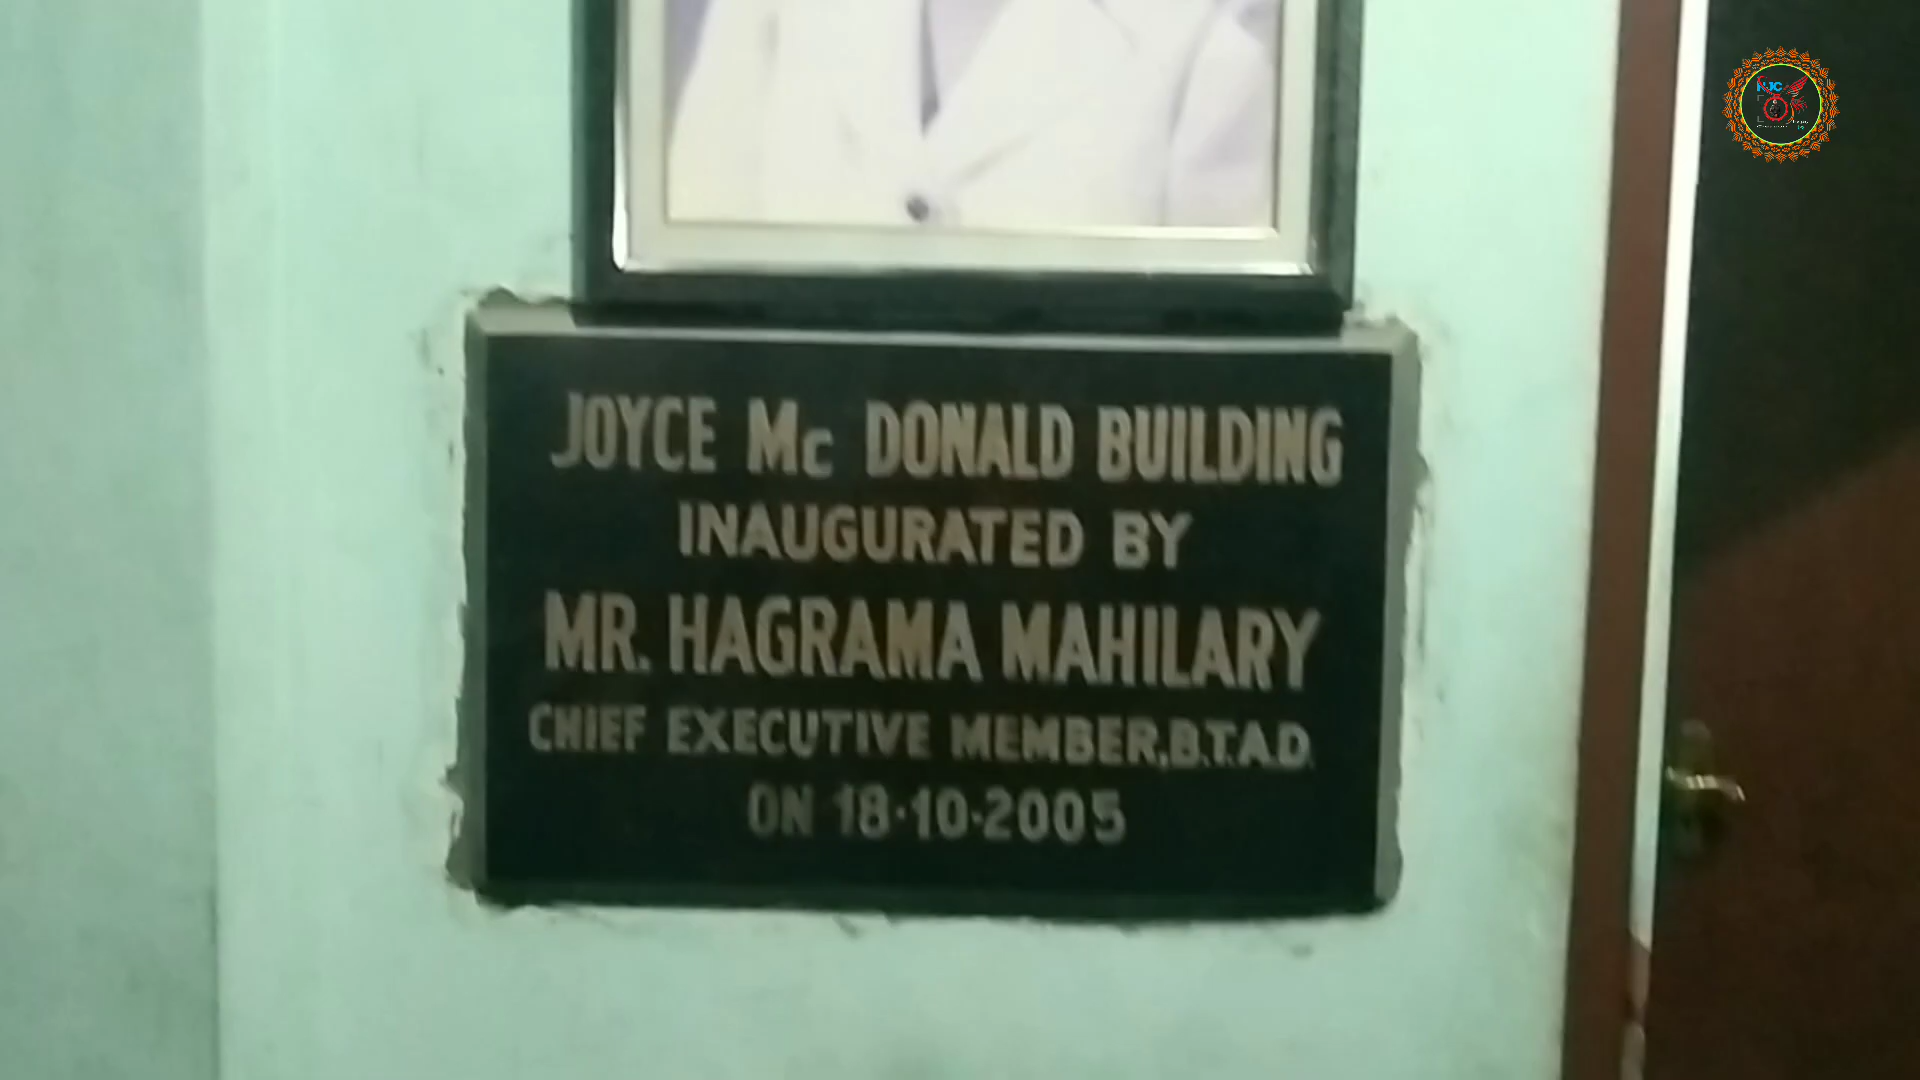 JOYCE Mc DONALD BUILDING
INAUGURATED BY
MR. HAGRAMA MAHILARY
CHIEF EXECUTIVE MEMBER,B.T.A.D.
ON 18·10·2005